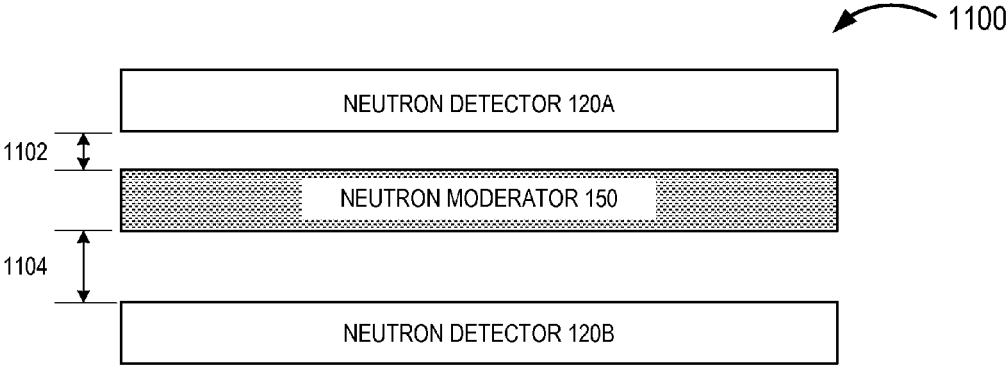 1100
NEUTRON DETECTOR 120A
1102
NEUTRON MODERATOR 150
1104
NEUTRON DETECTOR 120B